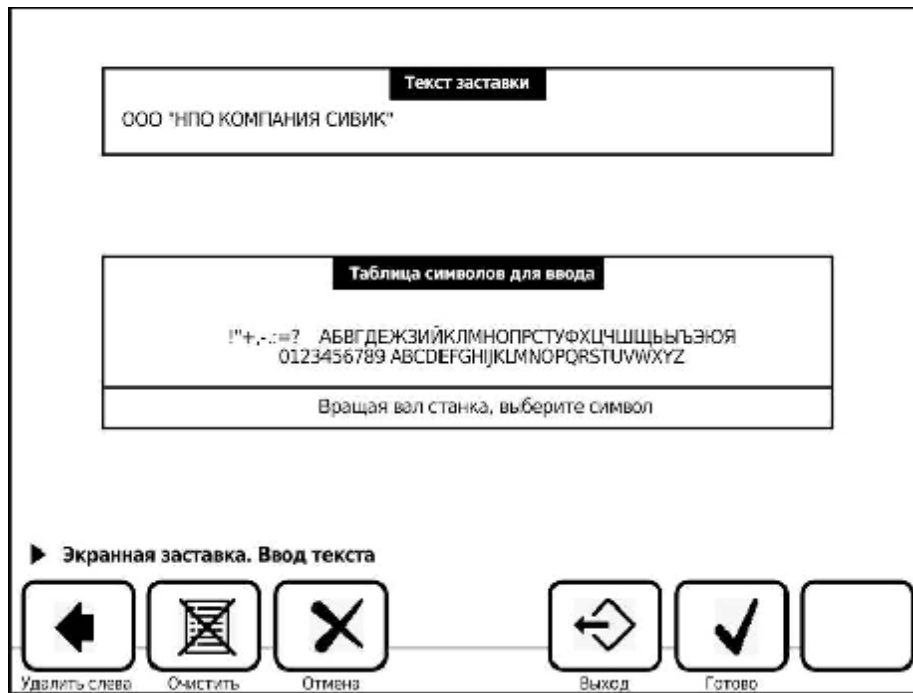 Текст заставки
ООО "НПО КОМПАНИЯ СИВИК"
Таблица символов для ввода
!"+,-.:=? АБВГДЕЖЗИЙКЛМНОПРСТУФХЦЧШЩЬЫЪЭЮЯ
0123456789 ABCDEFGHIJKLMNOPQRSTUVWXYZ
Вращая вал станка, выберите символ
Экранная заставка. Ввод текста
Удалить слева Очистить Отмена Выход Готово